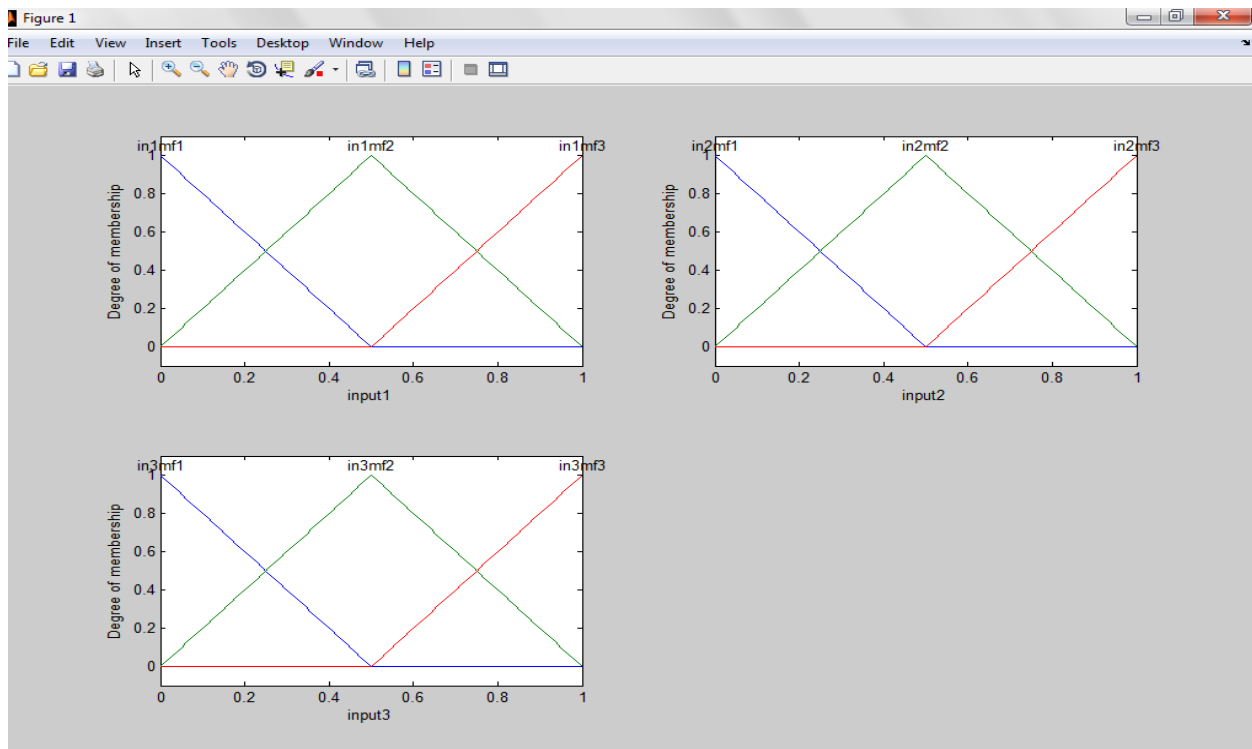 Figure 1
File Edit View Insert Tools Desktop Window Help
in1mf1 in1mf2 in1mf3
1
0.8
0.6
0.4
0.2
0
Degree of membership
0 0.2 0.4 0.6 0.8 1
input1
in2mf1 in2mf2 in2mf3
1
0.8
0.6
0.4
0.2
0
Degree of membership
0 0.2 0.4 0.6 0.8 1
input2
in3mf1 in3mf2 in3mf3
1
0.8
0.6
0.4
0.2
0
Degree of membership
0 0.2 0.4 0.6 0.8 1
input3